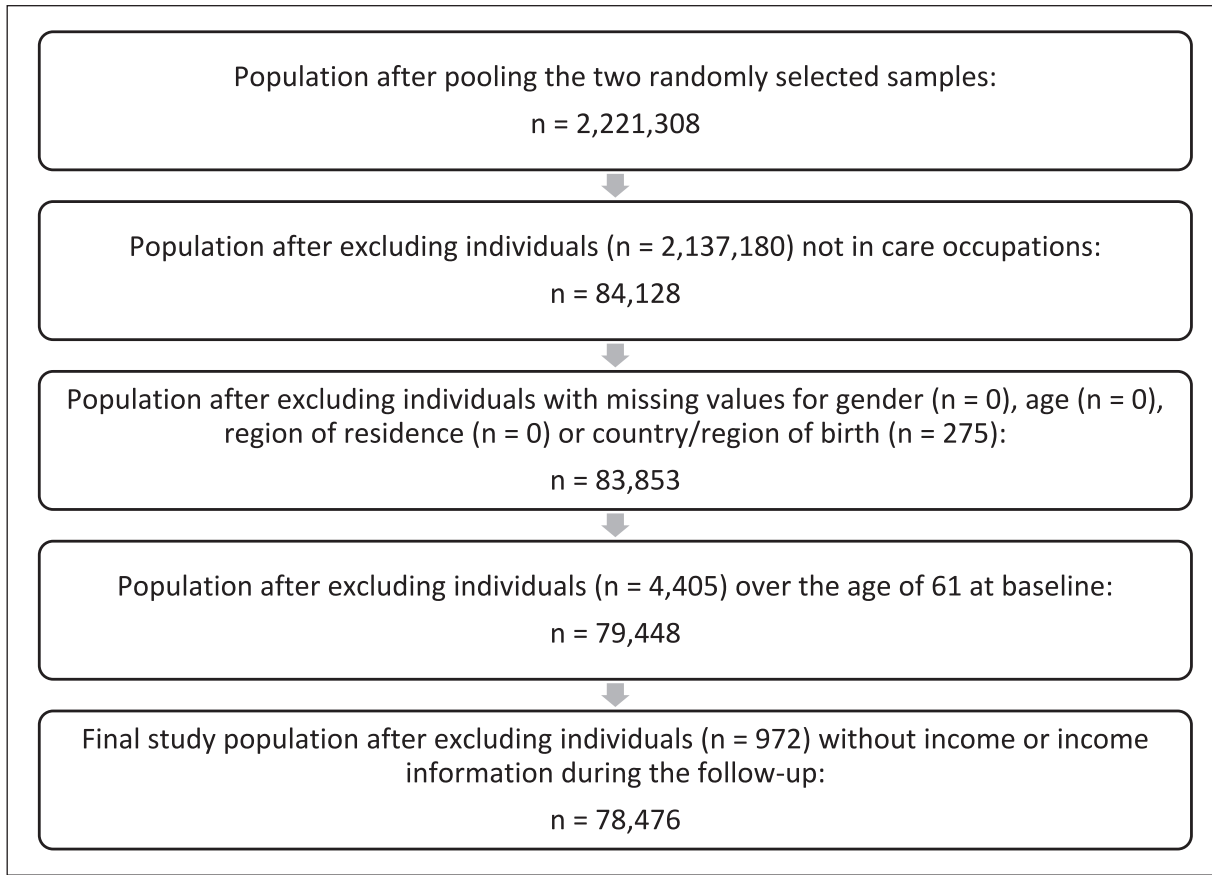 Population after pooling the two randomly selected samples:
n = 2,221,308
Population after excluding individuals (n = 2,137,180) not in care occupations:
n = 84,128
Population after excluding individuals with missing values for gender (n = 0), age (n = 0),
region of residence (n = 0) or country/region of birth (n = 275):
n = 83,853
Population after excluding individuals (n = 4,405) over the age of 61 at baseline:
n = 79,448
Final study population after excluding individuals (n = 972) without income or income
information during the follow-up:
n = 78,476